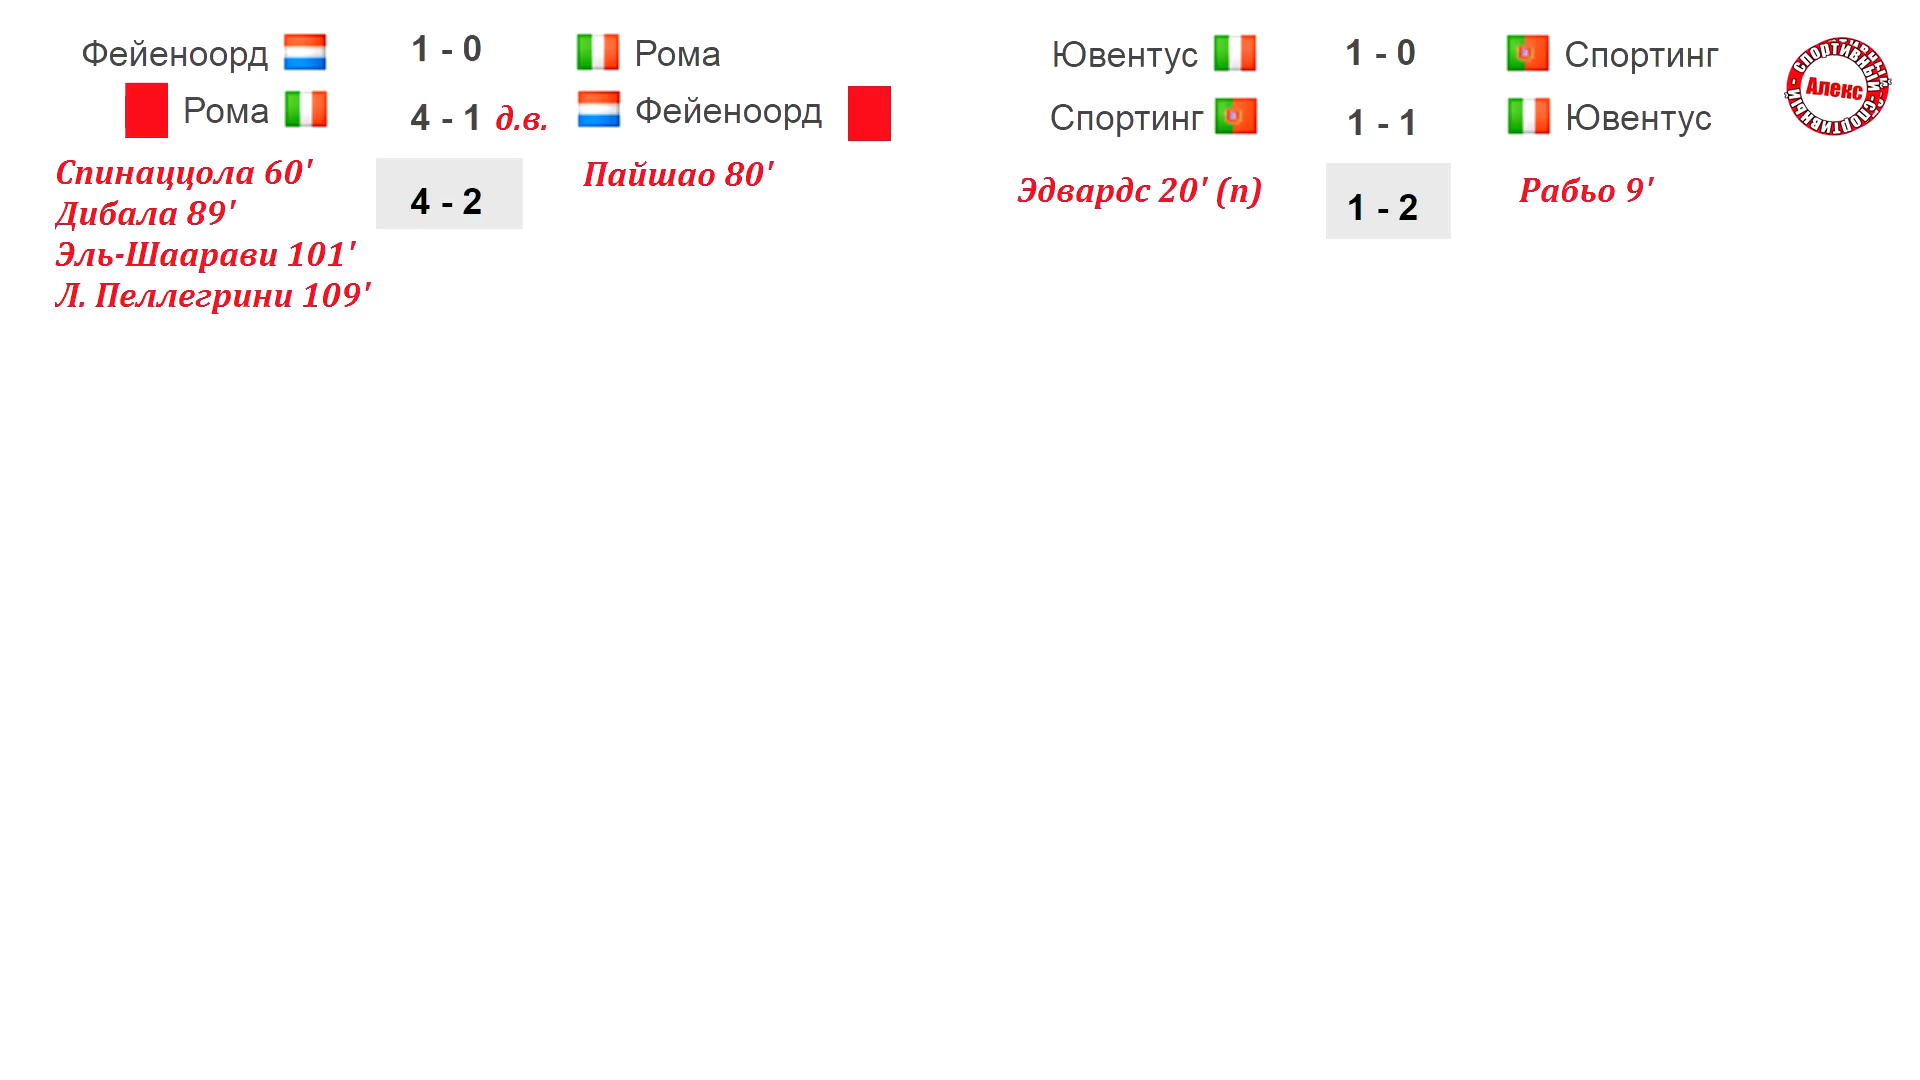 Фейеноорд 1 - 0 Рома
Рома 4 - 1 д.в. Фейеноорд
Спинаццола 60'
Дибала 89'
Эль-Шаарави 101'
Л. Пеллегрини 109'
4 - 2
Пайшао 80'
Ювентус 1 - 0 Спортинг
Спортинг 1 - 1 Ювентус
Эдвардс 20' (п)
1 - 2
Рабьо 9'
СПОРТИВНЫЙ
Алекс